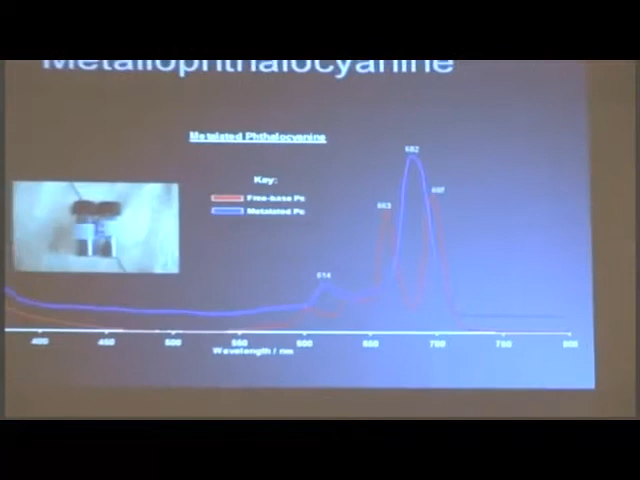 Metallophthalocyanine
Metalated Phthalocyanine
Key:
Free-base Pc
Metalated Pc
682
663
697
614
400 450 500 550 600 650 700 750 800
Wavelength / nm